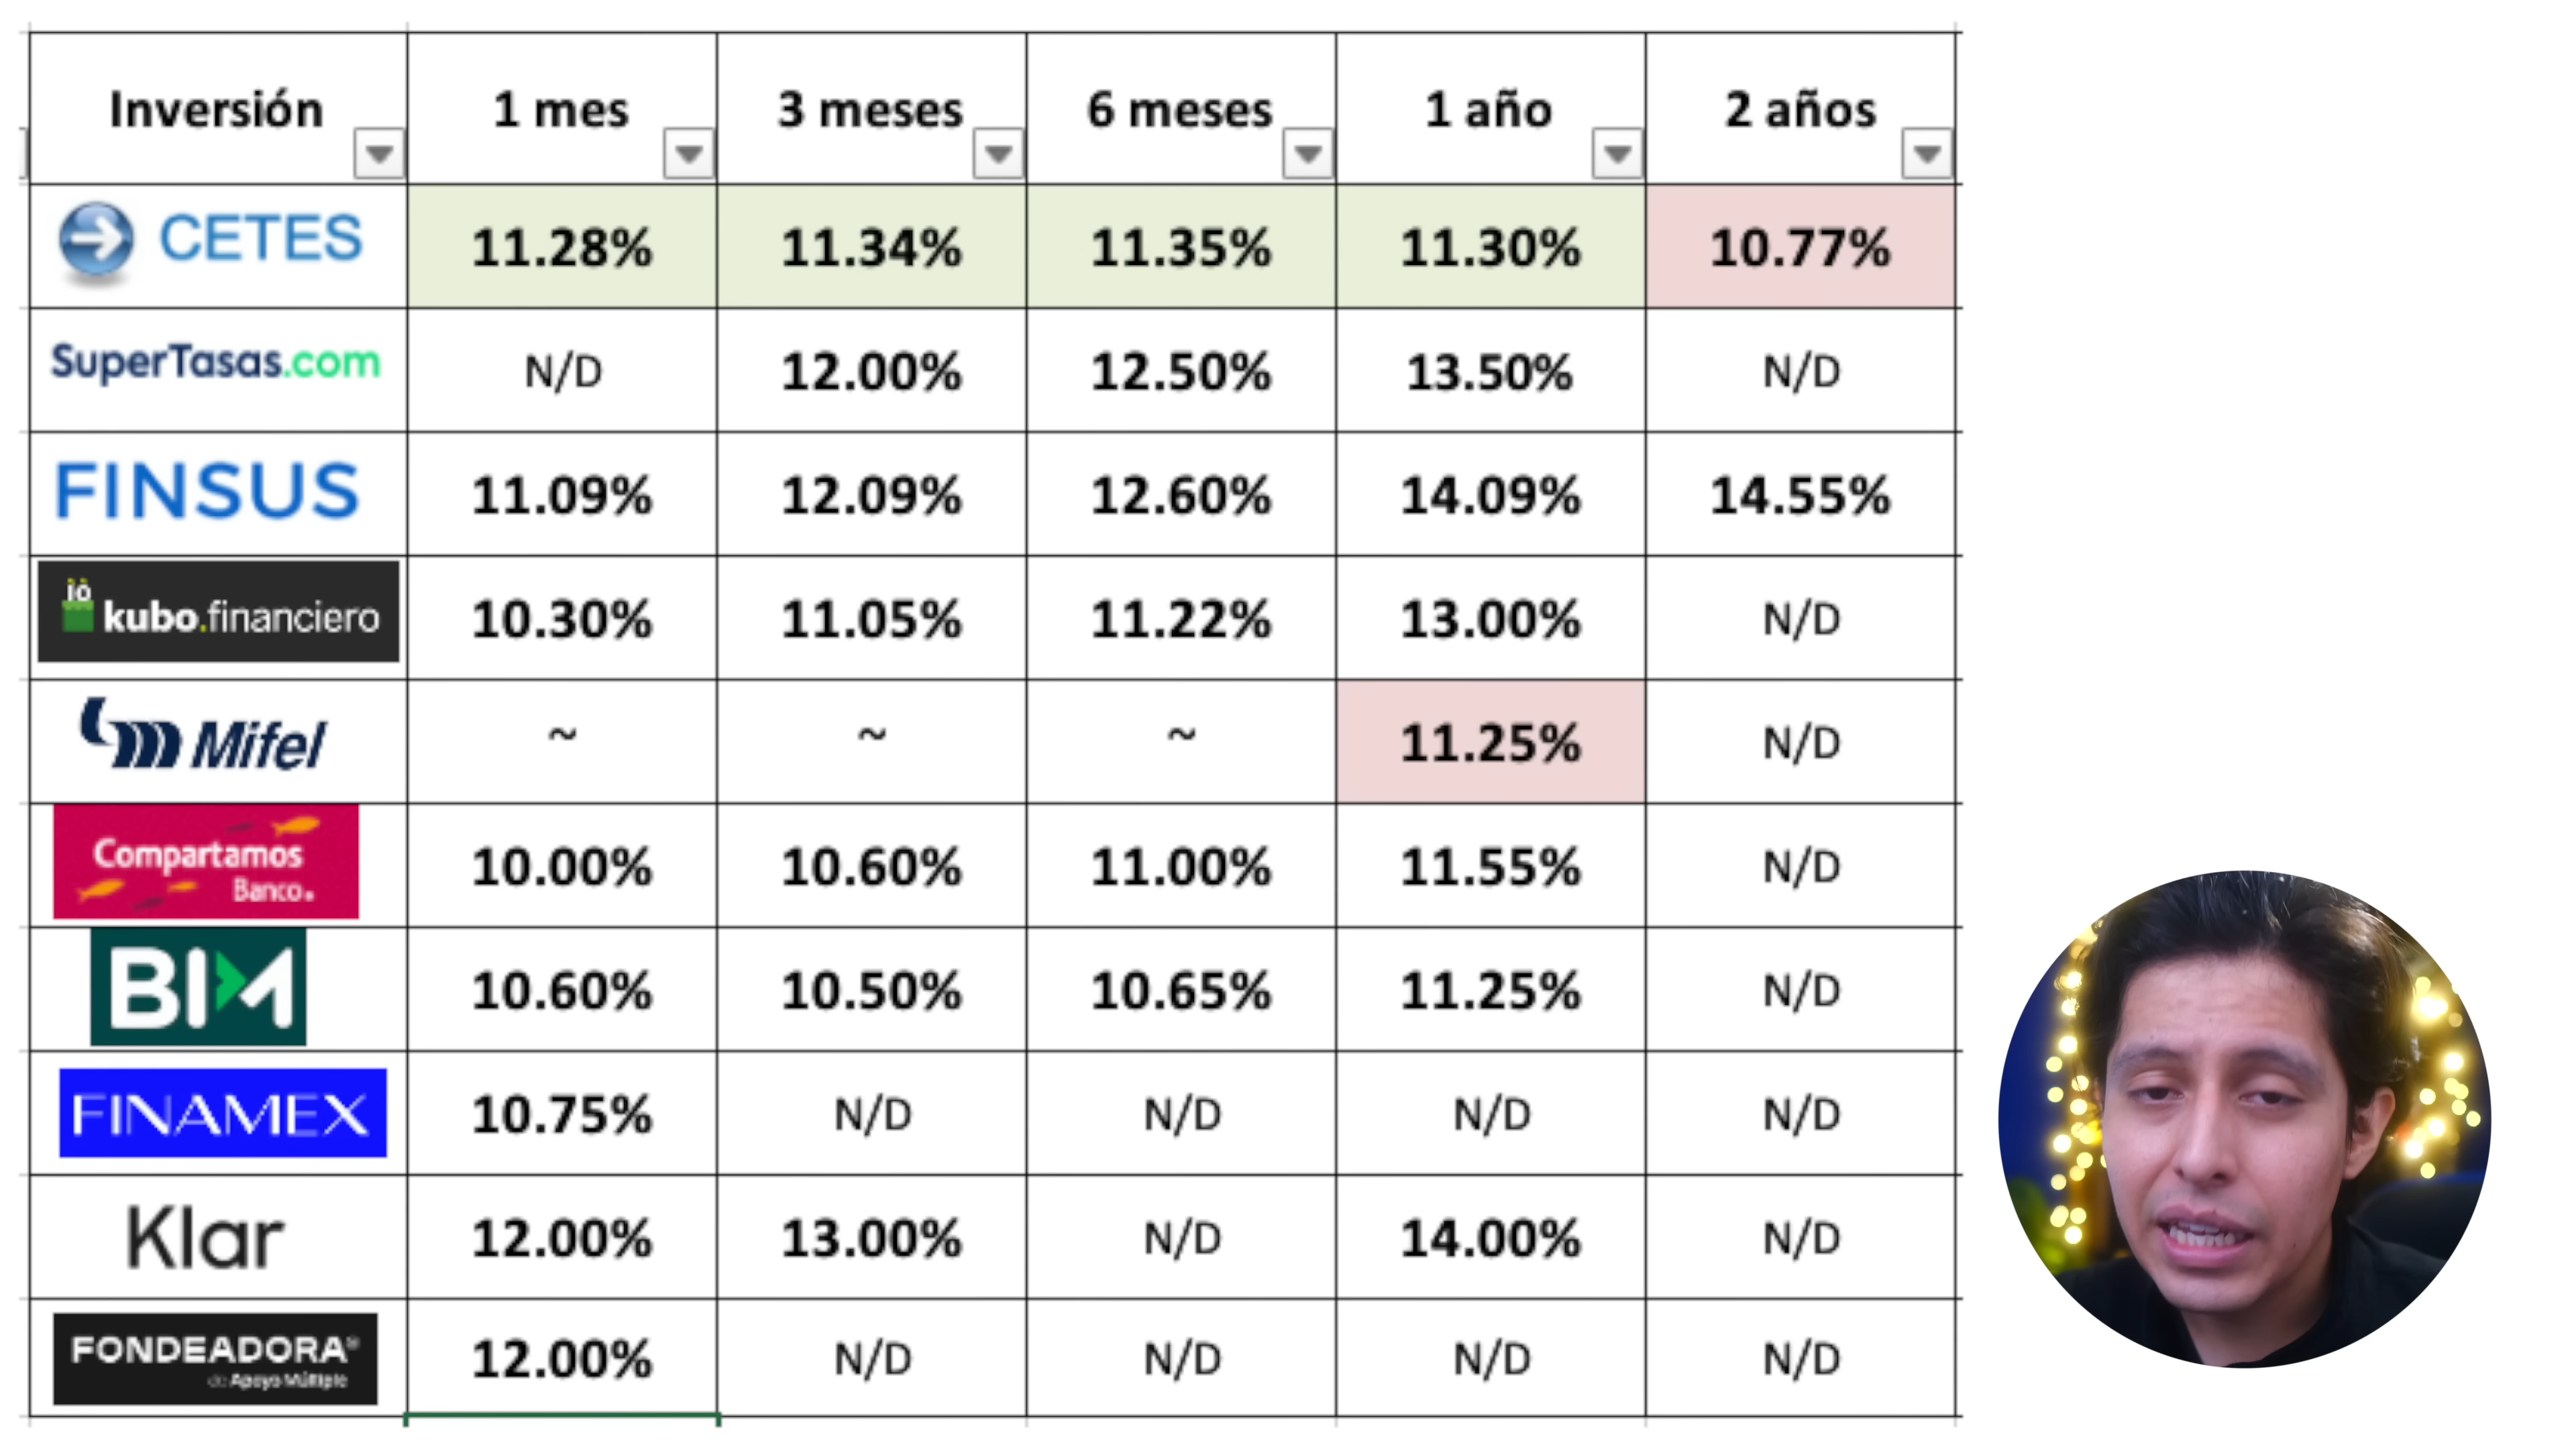 Inversión 1 mes 3 meses 6 meses 1 año 2 años
CETES 11.28% 11.34% 11.35% 11.30% 10.77%
SuperTasas.com N/D 12.00% 12.50% 13.50% N/D
FINSUS 11.09% 12.09% 12.60% 14.09% 14.55%
kubo.financiero 10.30% 11.05% 11.22% 13.00% N/D
Mifel ~ ~ ~ 11.25% N/D
Compartamos
Banco. 10.00% 10.60% 11.00% 11.55% N/D
BIM 10.60% 10.50% 10.65% 11.25% N/D
FINAMEX 10.75% N/D N/D N/D N/D
Klar 12.00% 13.00% N/D 14.00% N/D
FONDEADORA 12.00% N/D N/D N/D N/D
de Apoyo Múltiple